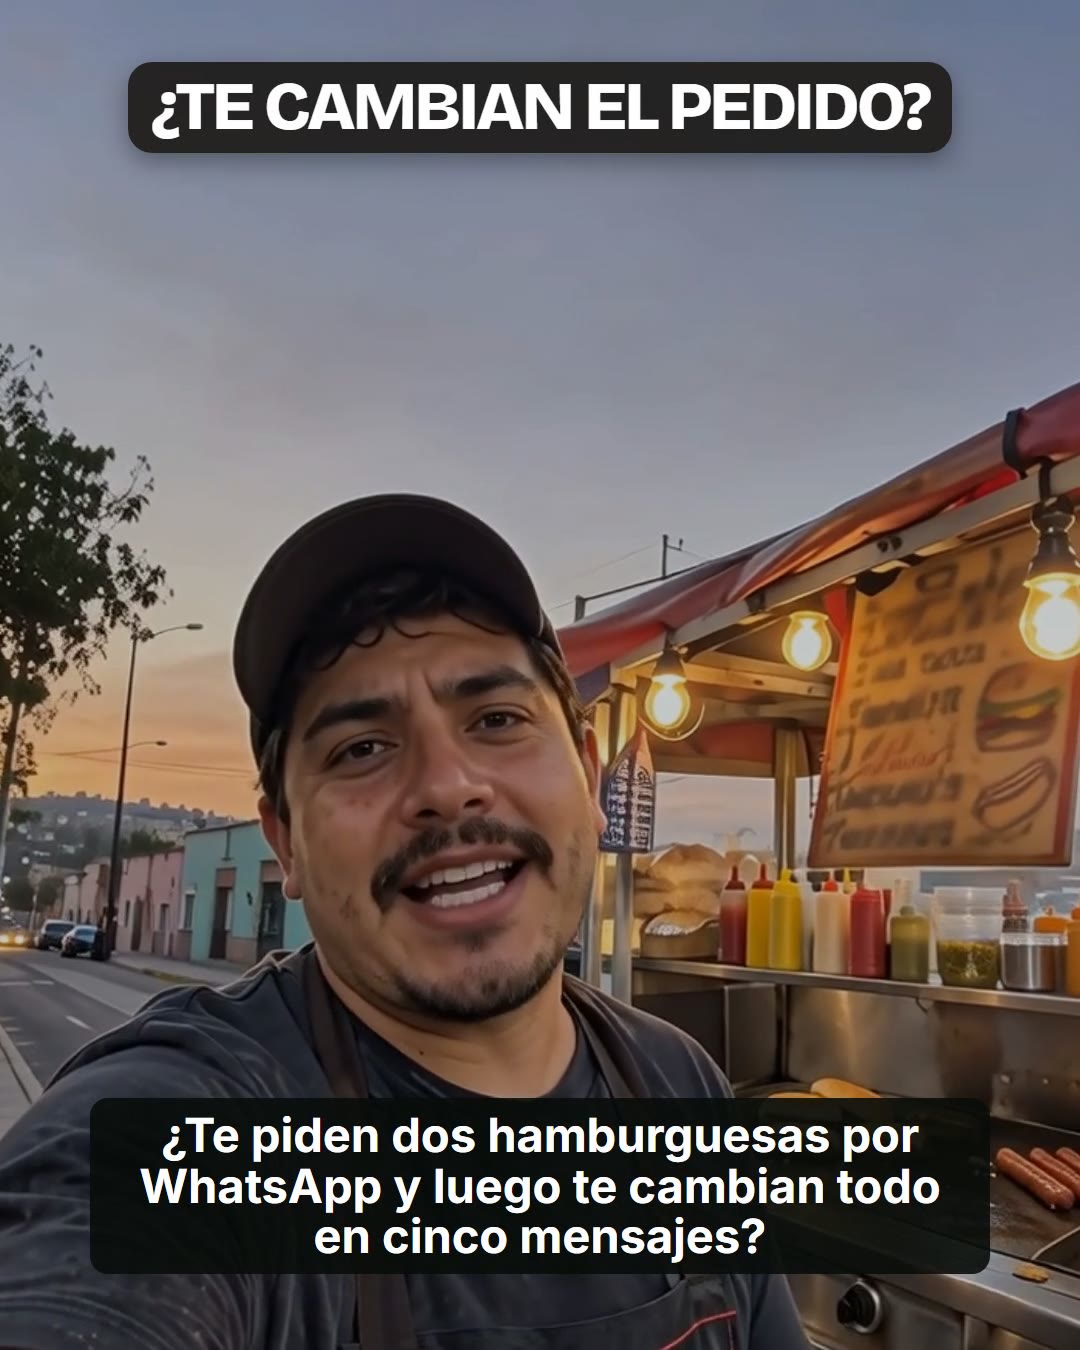 ¿TE CAMBIAN EL PEDIDO?
¿Te piden dos hamburguesas por
WhatsApp y luego te cambian todo
en cinco mensajes?